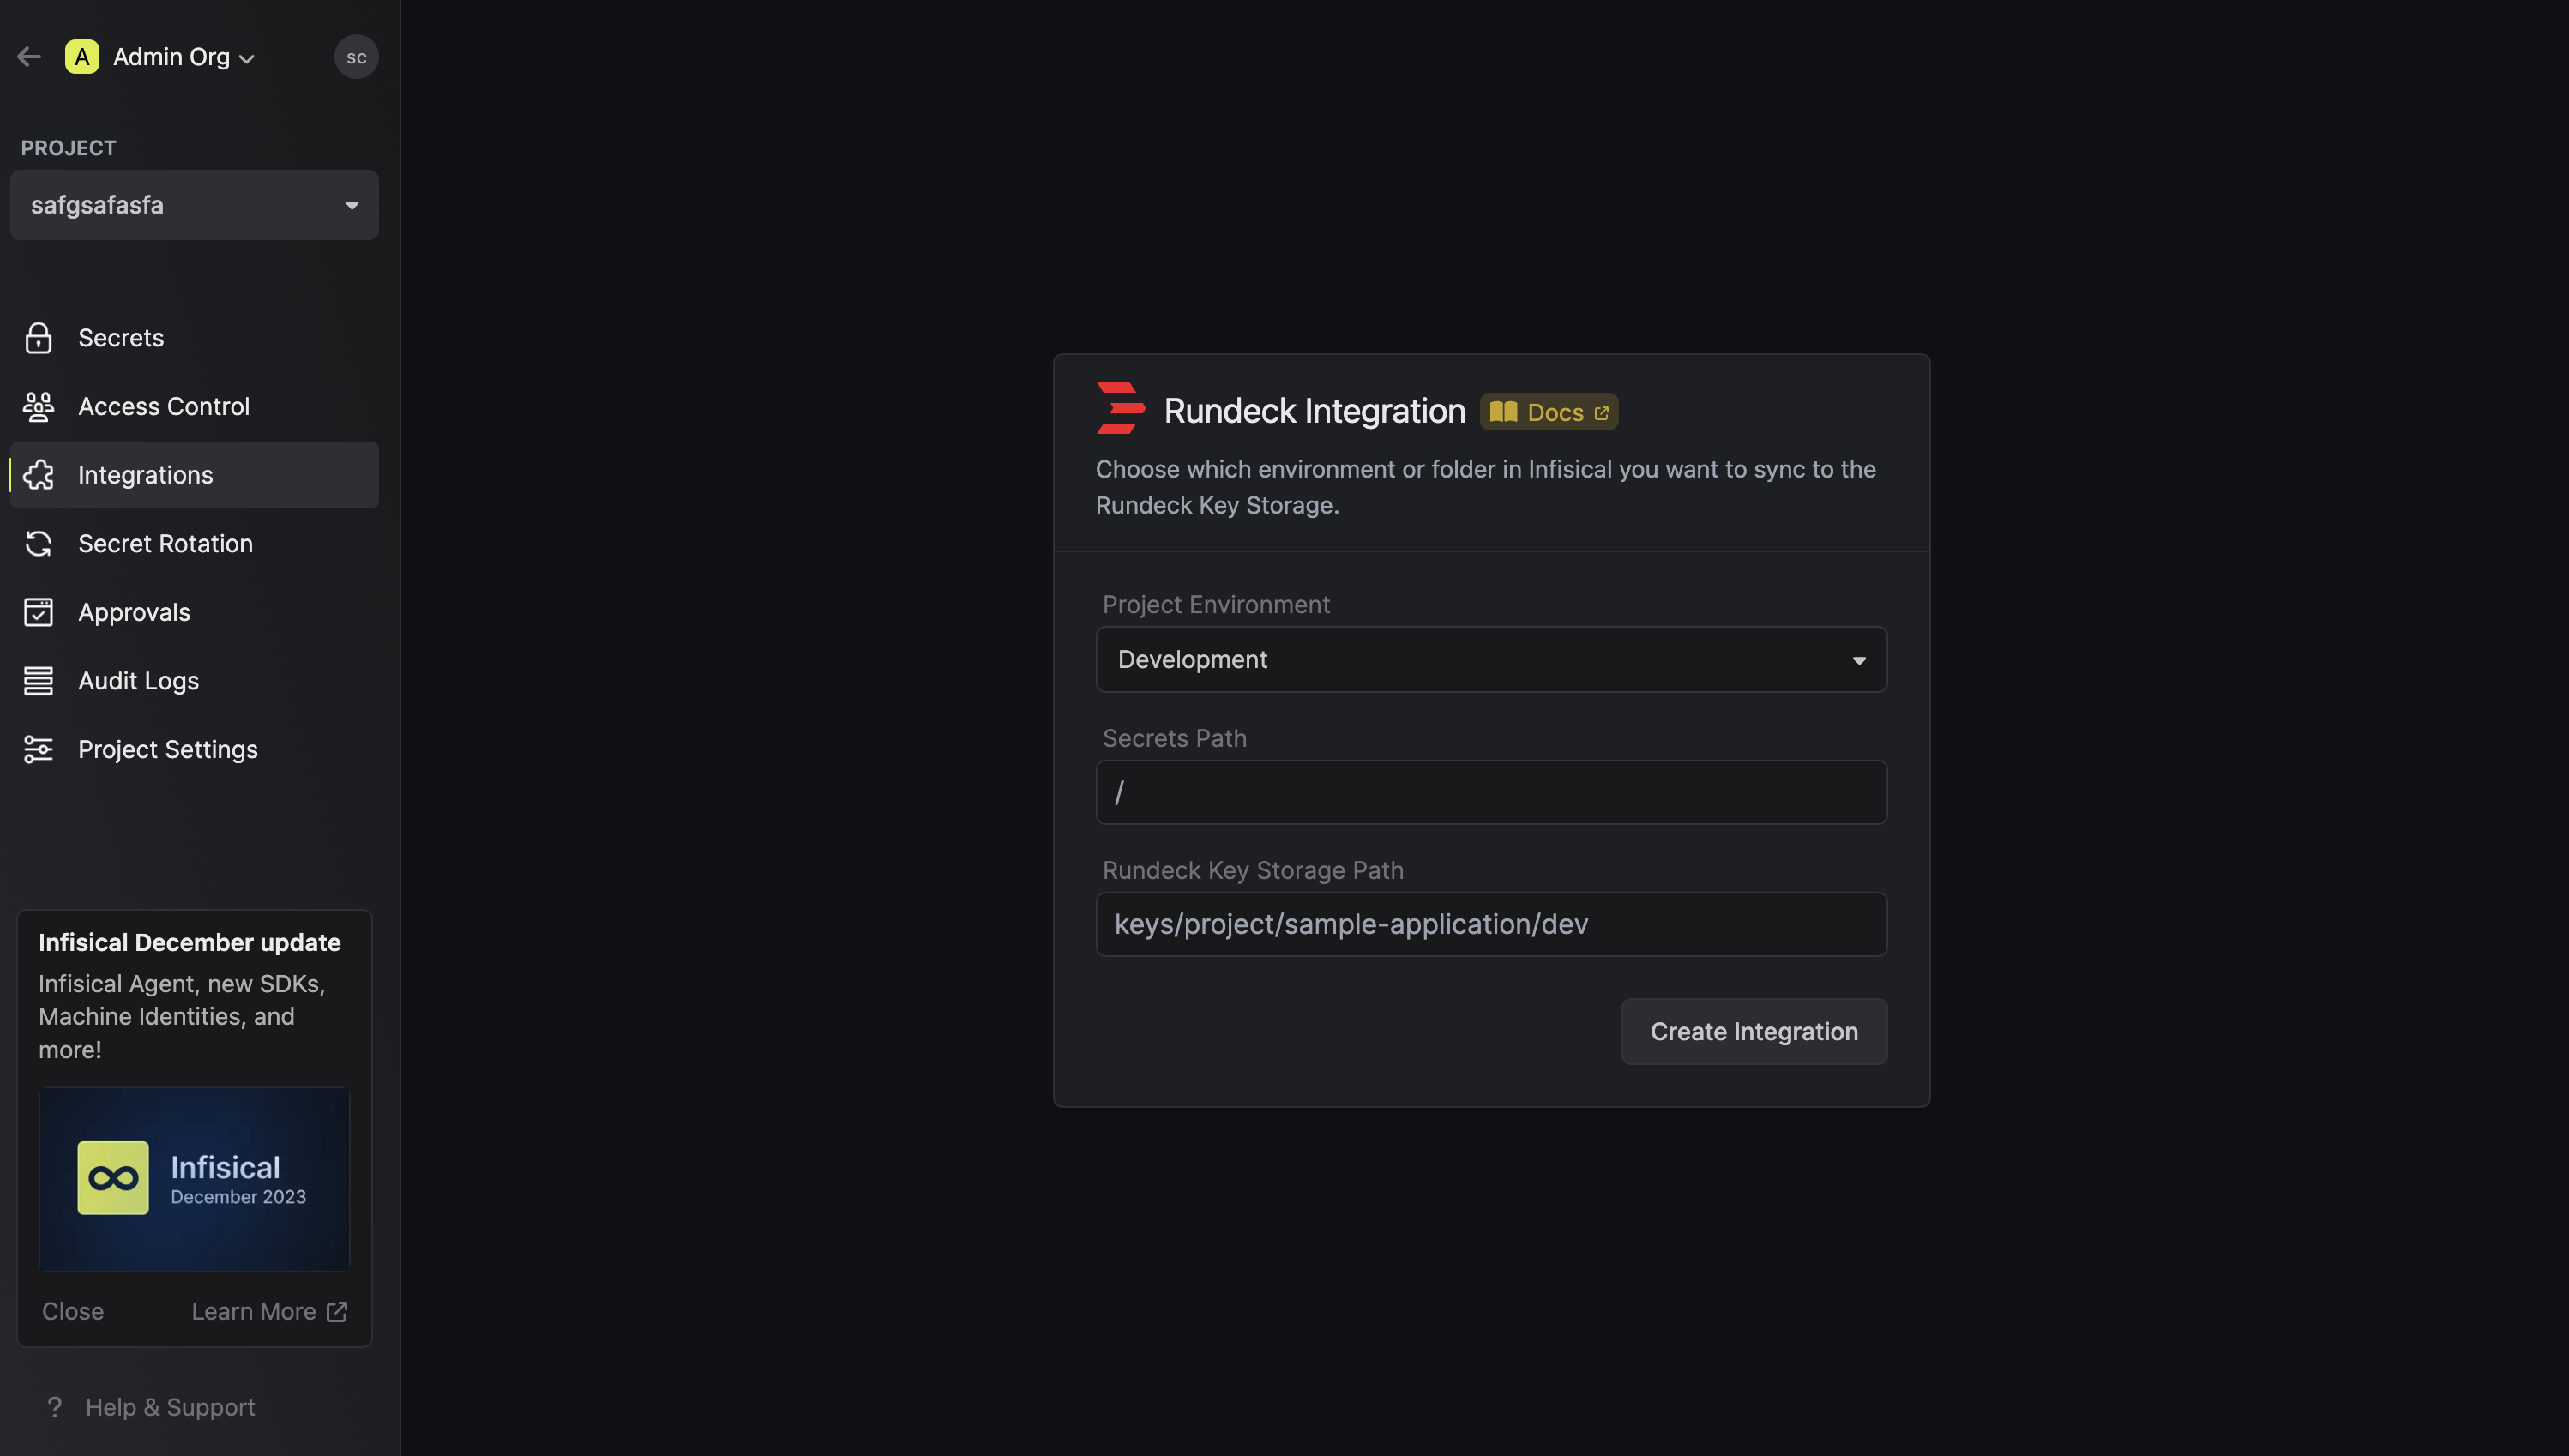 A Admin Org
SC
PROJECT
safgsafasfa
Secrets
Access Control
Integrations
Secret Rotation
Approvals
Audit Logs
Project Settings
Infisical December update
Infisical Agent, new SDKs,
Machine Identities, and
more!
Infisical
December 2023
Close Learn More
? Help & Support
Rundeck Integration Docs
Choose which environment or folder in Infisical you want to sync to the
Rundeck Key Storage.
Project Environment
Development
Secrets Path
/
Rundeck Key Storage Path
keys/project/sample-application/dev
Create Integration